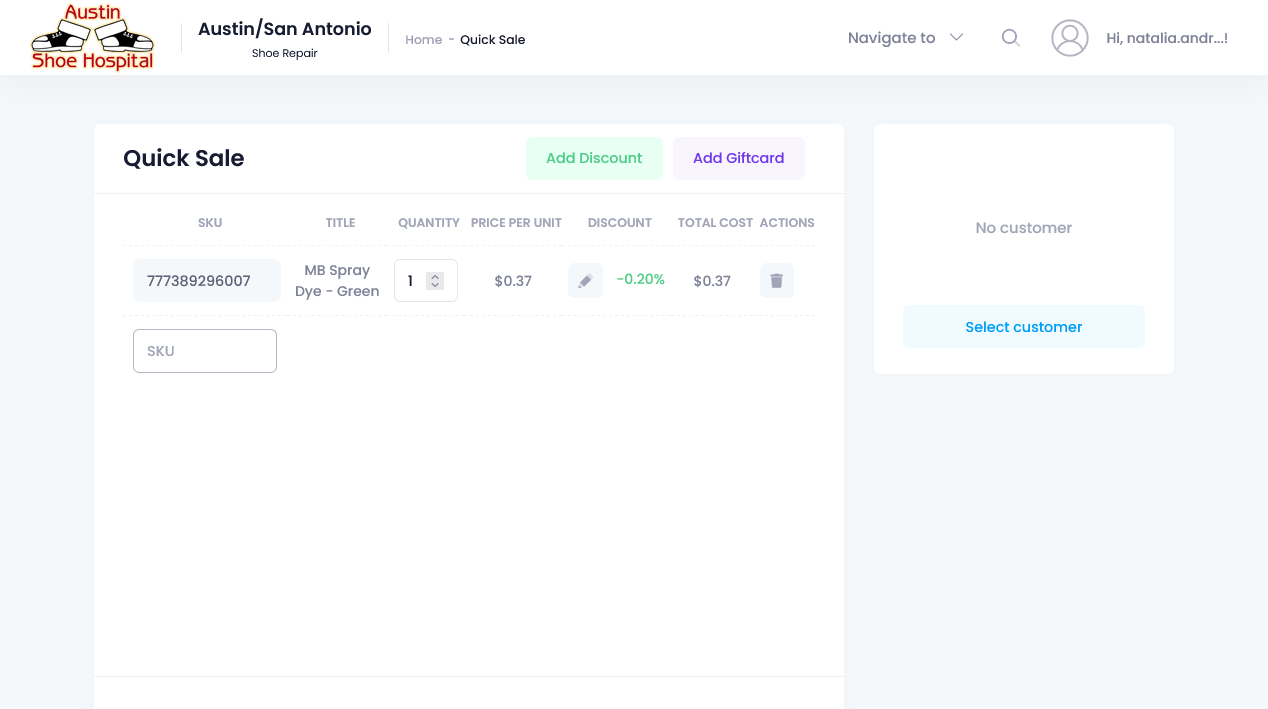 Austin
Shoe Hospital
Austin/San Antonio
Shoe Repair
Home - Quick Sale
Navigate to
Hi, natalia.andr...!
Quick Sale
Add Discount
Add Giftcard
SKU TITLE QUANTITY PRICE PER UNIT DISCOUNT TOTAL COST ACTIONS
777389296007
MB Spray
Dye - Green
1
$0.37
-0.20%
$0.37
SKU
No customer
Select customer